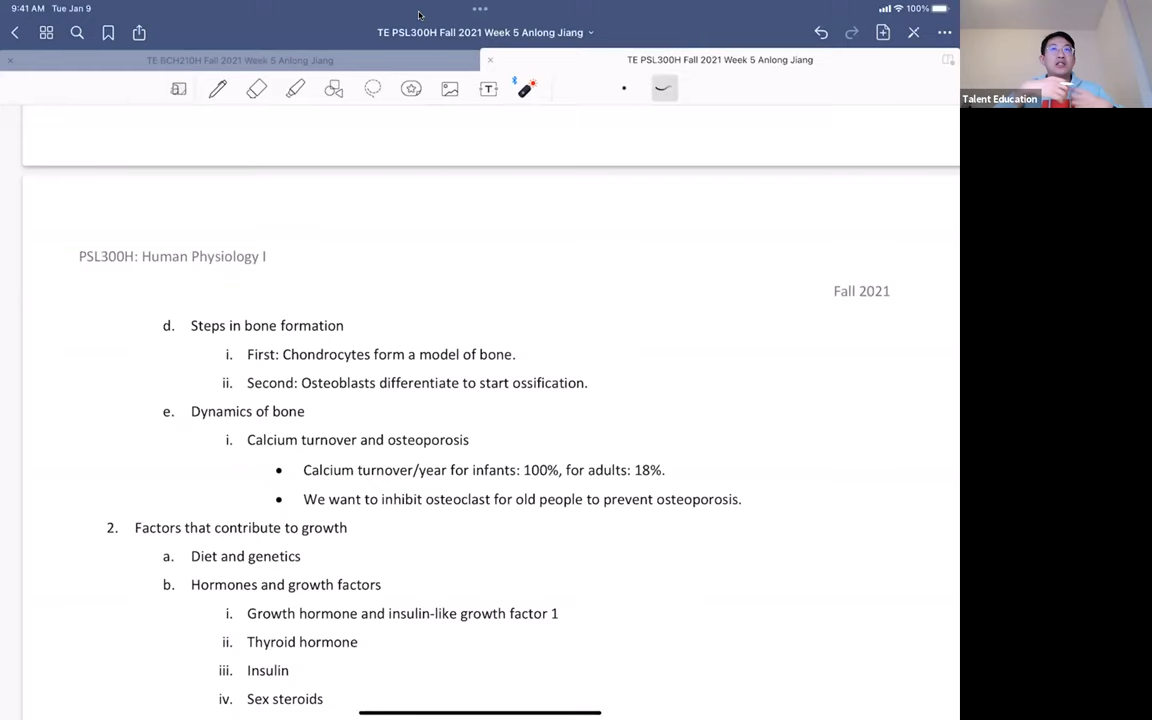 9:41 AM Tue Jan 9
100%
TE PSL300H Fall 2021 Week 5 Anlong Jiang
TE BCH210H Fall 2021 Week 5 Anlong Jiang
TE PSL300H Fall 2021 Week 5 Anlong Jiang
T
Talent Education
PSL300H: Human Physiology I
Fall 2021
d. Steps in bone formation
i. First: Chondrocytes form a model of bone.
ii. Second: Osteoblasts differentiate to start ossification.
e. Dynamics of bone
i. Calcium turnover and osteoporosis
• Calcium turnover/year for infants: 100%, for adults: 18%.
• We want to inhibit osteoclast for old people to prevent osteoporosis.
2. Factors that contribute to growth
a. Diet and genetics
b. Hormones and growth factors
i. Growth hormone and insulin-like growth factor 1
ii. Thyroid hormone
iii. Insulin
iv. Sex steroids